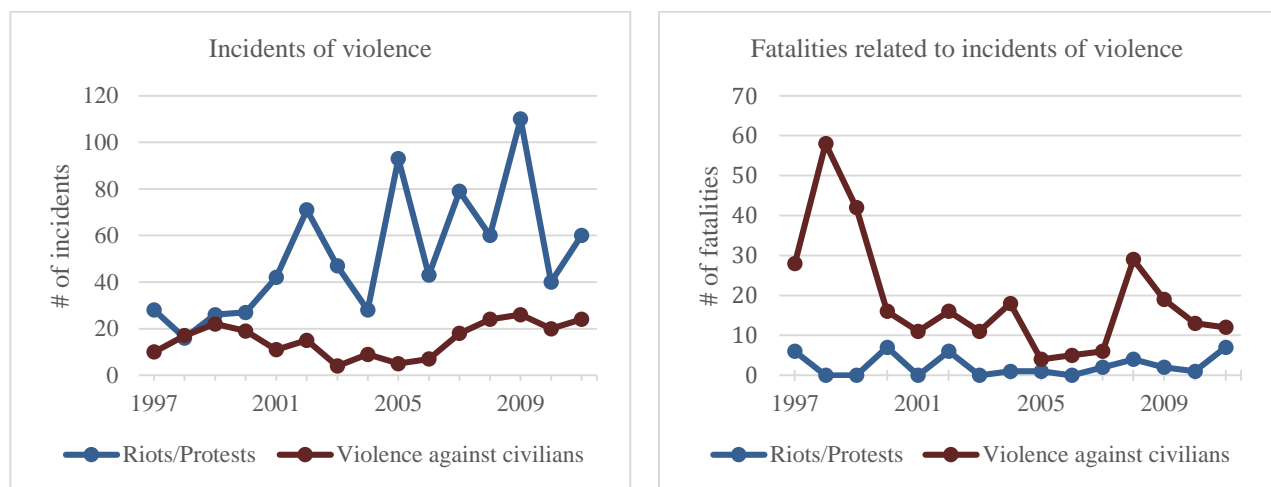 Incidents of violence
# of incidents
120
100
80
60
40
20
0
1997
2001
2005
2009
Riots/Protests
Violence against civilians
Fatalities related to incidents of violence
# of fatalities
70
60
50
40
30
20
10
0
1997
2001
2005
2009
Riots/Protests
Violence against civilians